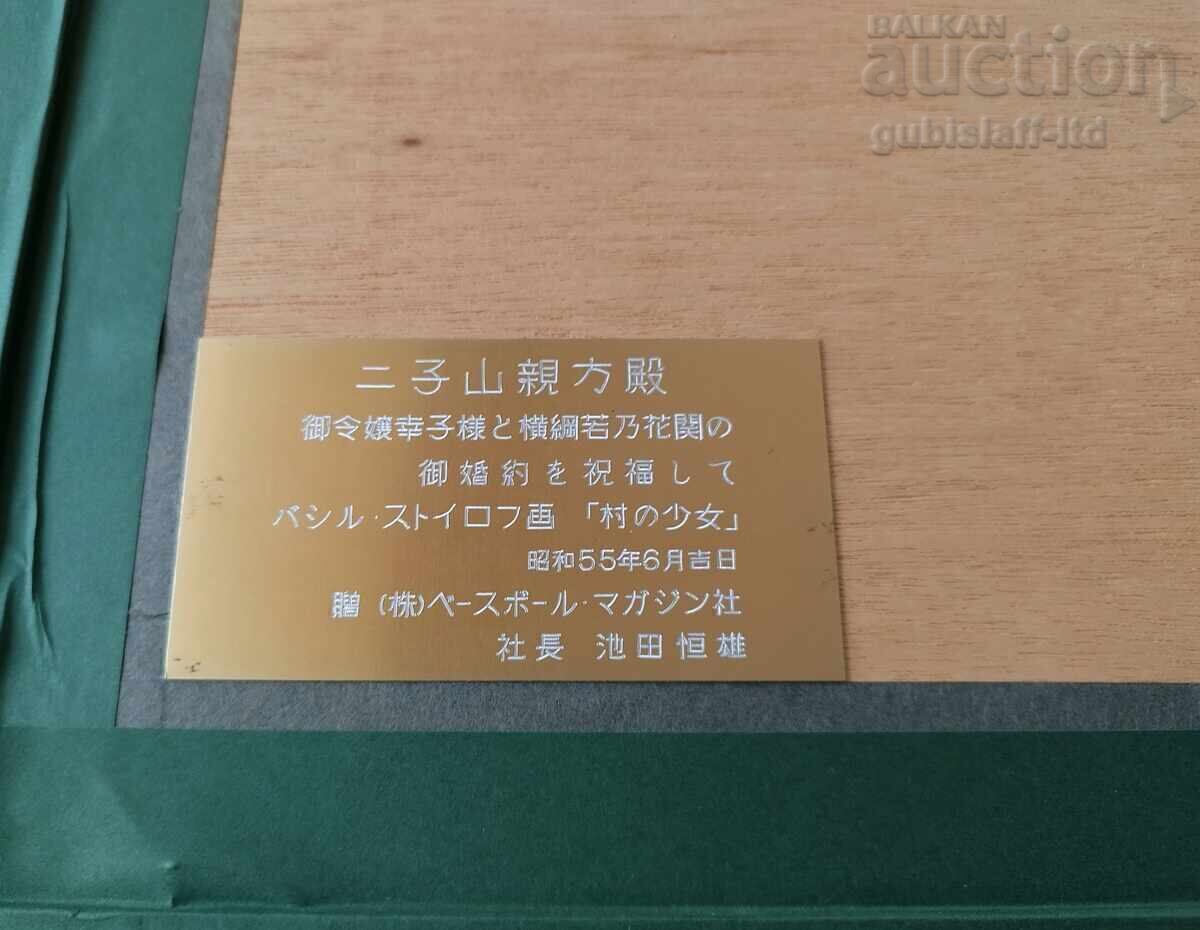 BALKAN
auction
gubislaff-ltd
二子山親方殿
御令嬢幸子様と横綱若乃花関の
御婚約を祝福して
バシル・ストイロフ画 「村の少女」
昭和55年6月吉日
贈 (株)ベースボール・マガジン社
社長 池田恒雄